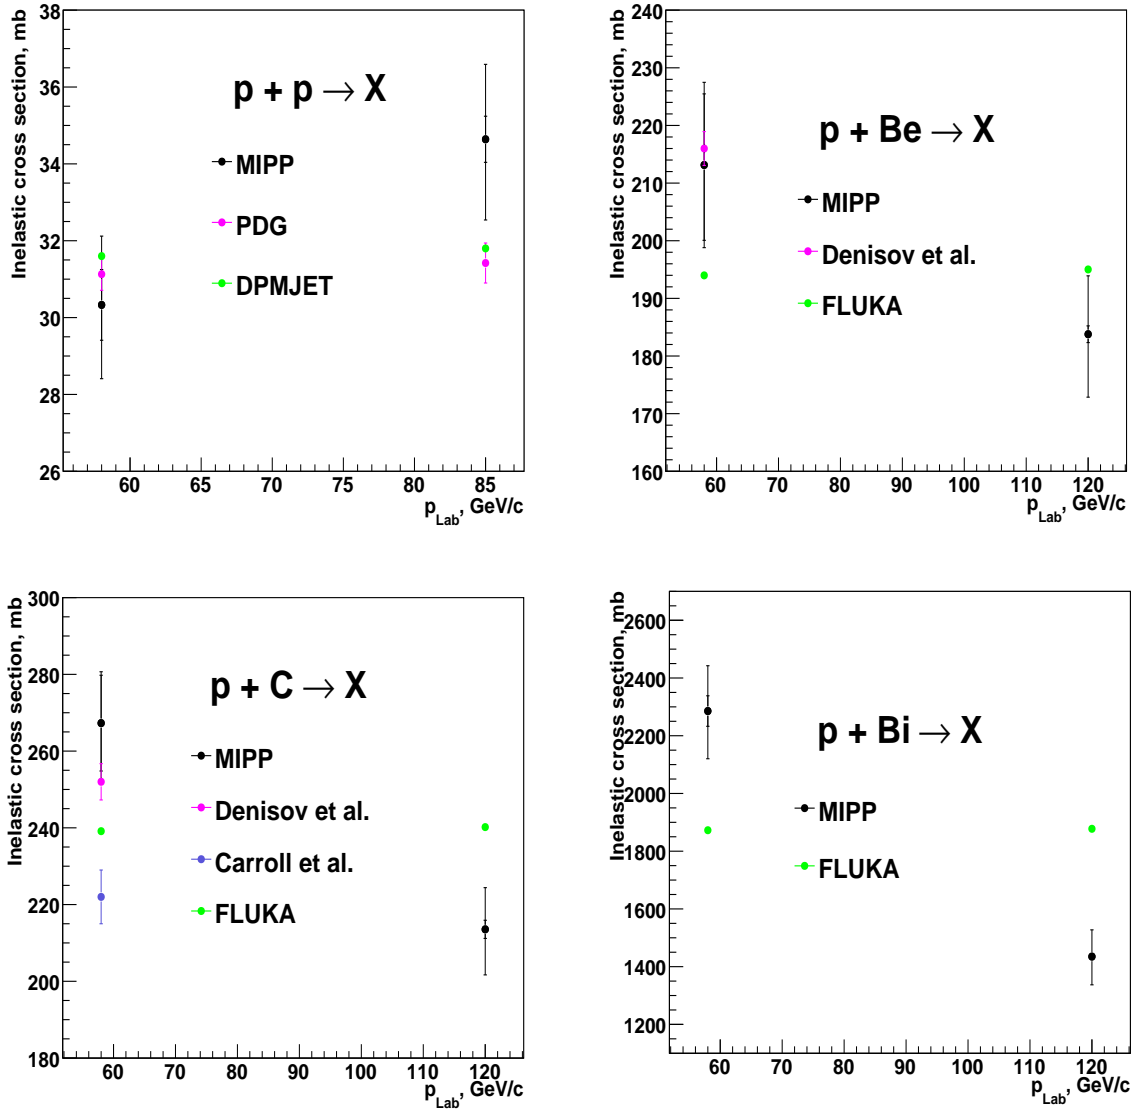 Inelastic cross section, mb
38
36
34
32
30
28
26
p + p → X
MIPP
PDG
DPMJET
60 65 70 75 80 85
p_Lab, GeV/c
Inelastic cross section, mb
240
230
220
210
200
190
180
170
160
p + Be → X
MIPP
Denisov et al.
FLUKA
60 70 80 90 100 110 120
p_Lab, GeV/c
Inelastic cross section, mb
300
280
260
240
220
200
180
p + C → X
MIPP
Denisov et al.
Carroll et al.
FLUKA
60 70 80 90 100 110 120
p_Lab, GeV/c
Inelastic cross section, mb
2600
2400
2200
2000
1800
1600
1400
1200
p + Bi → X
MIPP
FLUKA
60 70 80 90 100 110 120
p_Lab, GeV/c